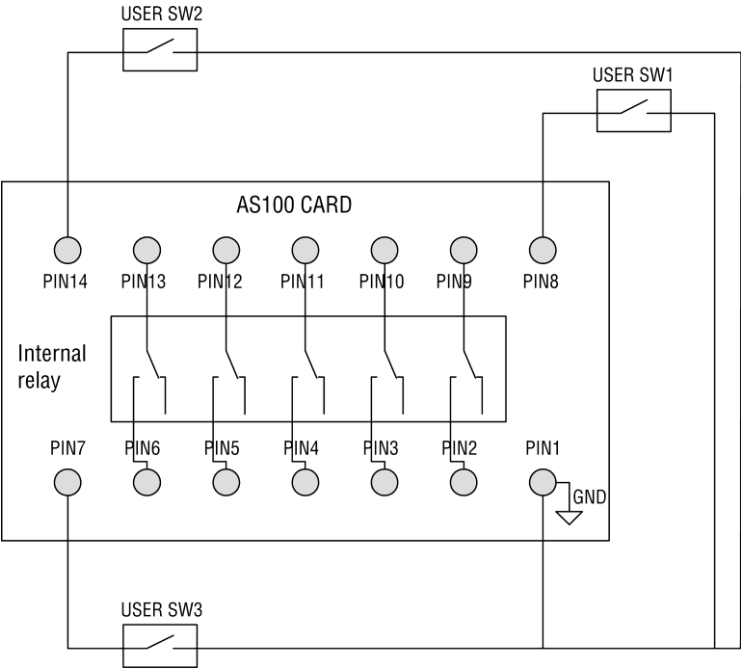 USER SW2
USER SW1
AS100 CARD
PIN14 PIN13 PIN12 PIN11 PIN10 PIN9 PIN8
Internal
relay
PIN7 PIN6 PIN5 PIN4 PIN3 PIN2 PIN1
GND
USER SW3